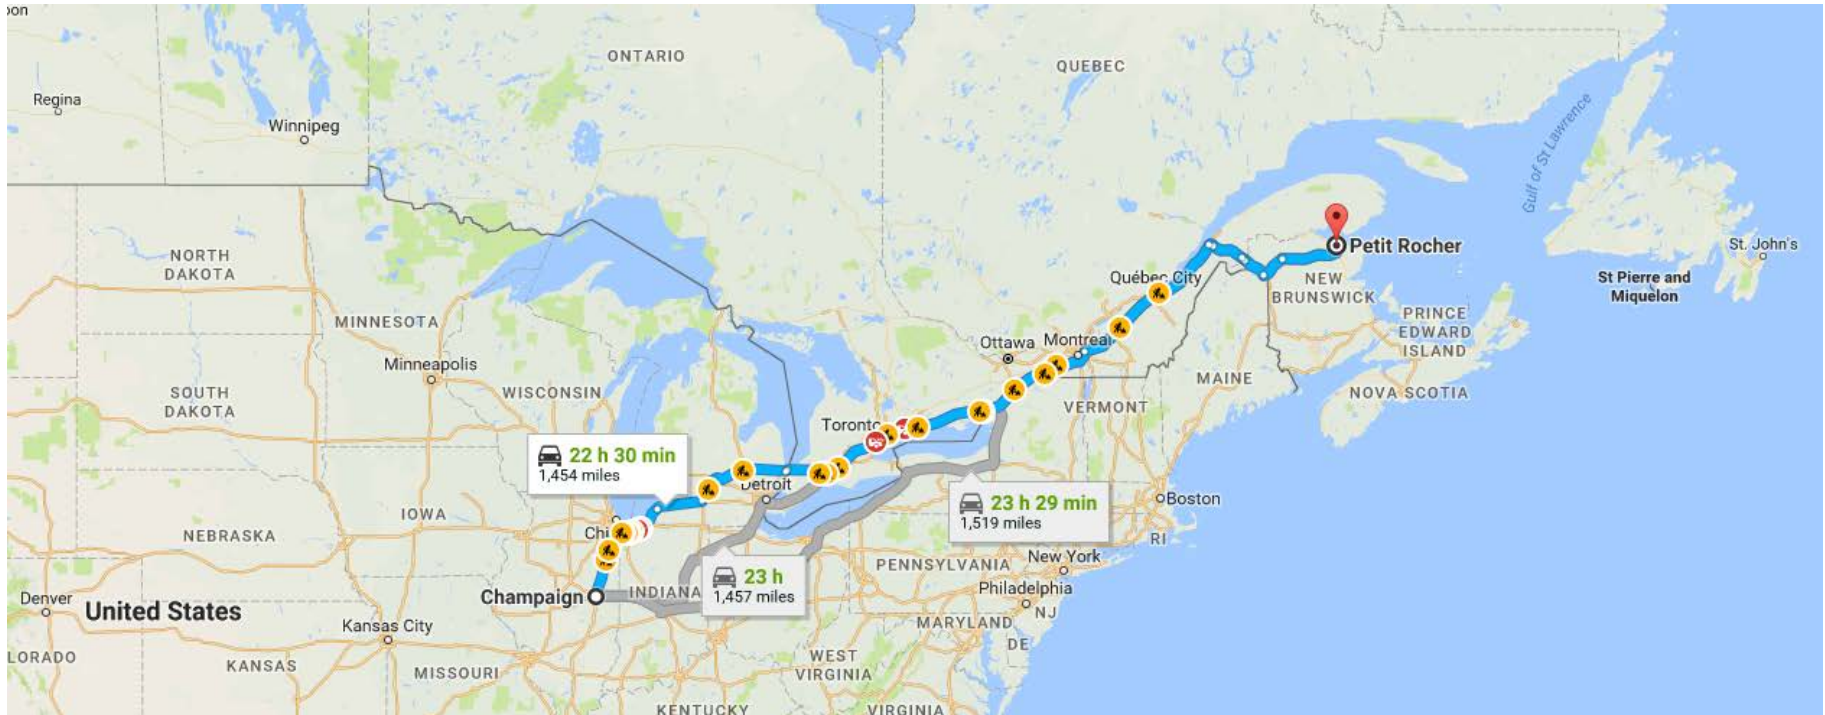 on
ONTARIO
QUEBEC
Regina
Winnipeg
Gulf of St Lawrence
NORTH
DAKOTA
Petit Rocher
St. John's
Québec City
St Pierre and
Miquelon
NEW
BRUNSWICK
MINNESOTA
PRINCE
EDWARD
ISLAND
Ottawa
Montreal
Minneapolis
SOUTH
DAKOTA
WISCONSIN
MAINE
NOVA SCOTIA
VERMONT
Toronto
22 h 30 min
1,454 miles
Detroit
23 h 29 min
1,519 miles
Boston
IOWA
NEBRASKA
Chi
RI
New York
PENNSYLVANIA
23 h
1,457 miles
Philadelphia
Champaign
INDIANA
Denver
United States
NJ
MARYLAND
Kansas City
DE
LORADO
KANSAS
MISSOURI
WEST
VIRGINIA
KENTUCKY
VIRGINIA